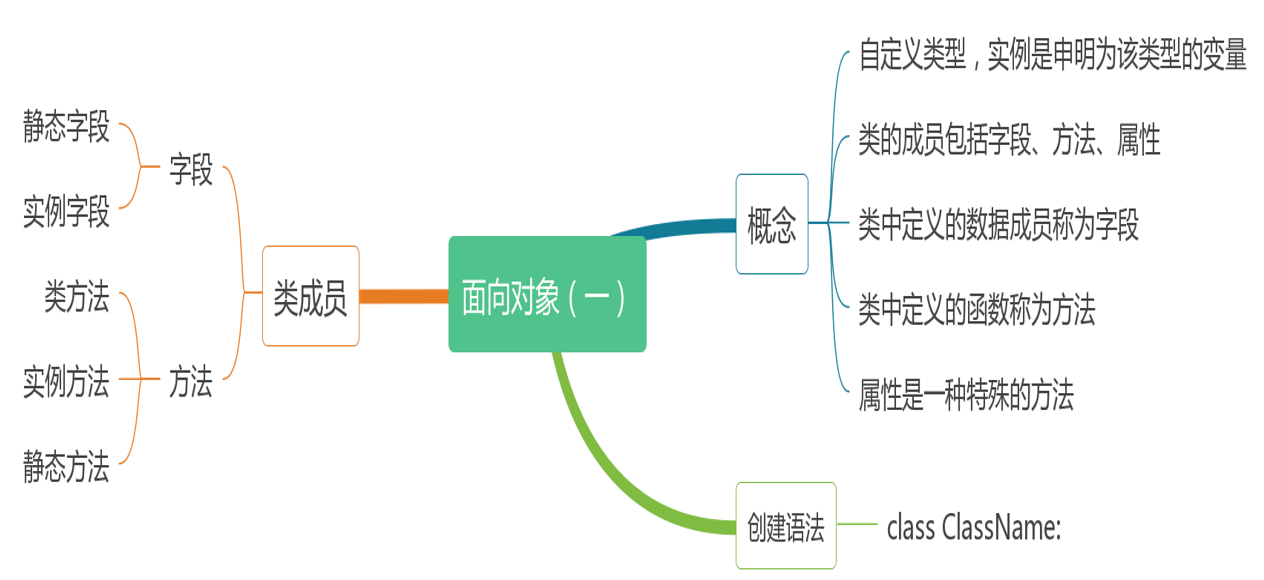 面向对象（一）
概念
自定义类型，实例是申明为该类型的变量
类的成员包括字段、方法、属性
类中定义的数据成员称为字段
类中定义的函数称为方法
属性是一种特殊的方法
创建语法
class ClassName:
类成员
字段
静态字段
实例字段
方法
类方法
实例方法
静态方法